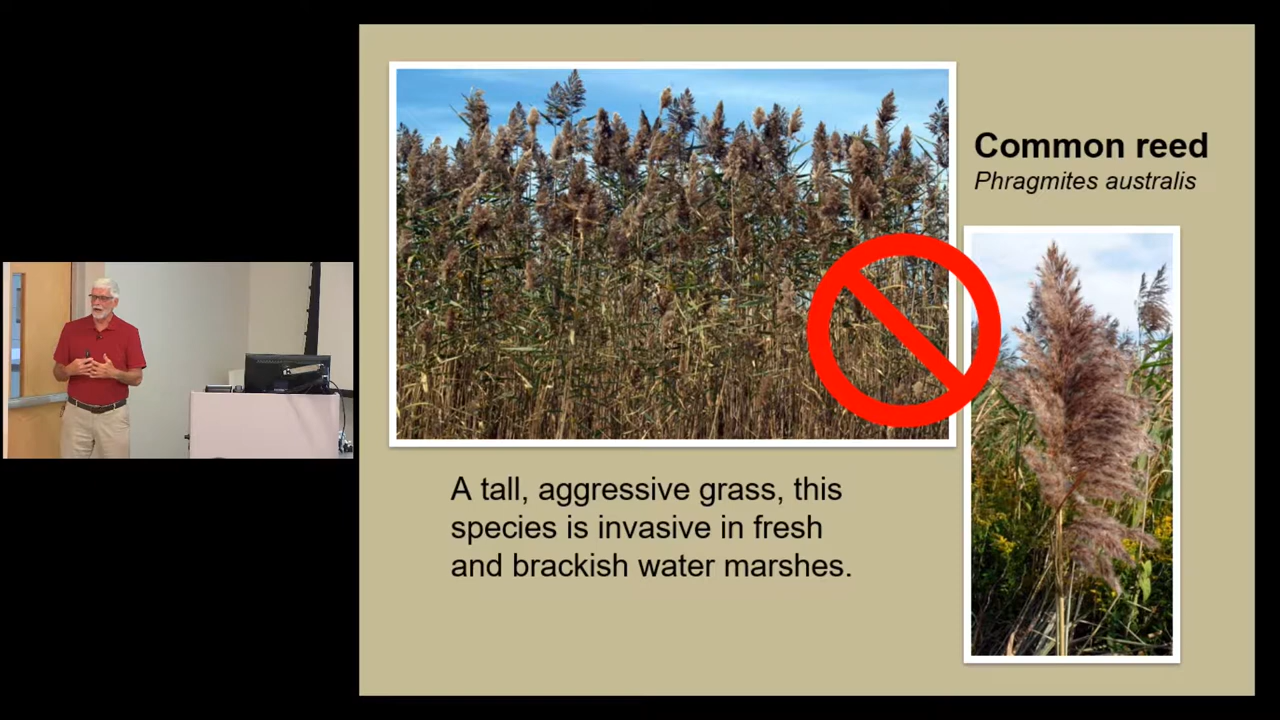 Common reed
Phragmites australis
A tall, aggressive grass, this
species is invasive in fresh
and brackish water marshes.